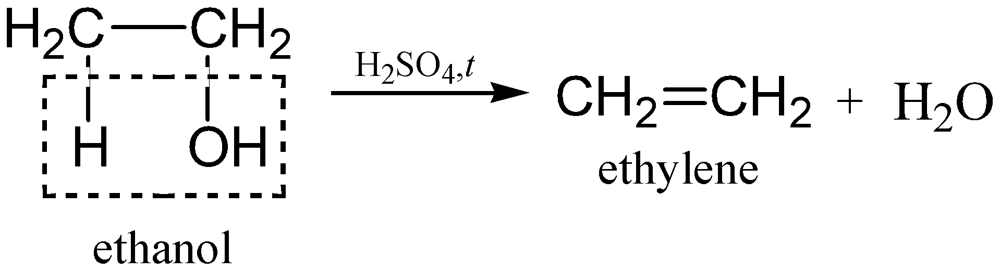 H₂C—CH₂
H OH
ethanol
H₂SO₄,t
CH₂=CH₂ + H₂O
ethylene